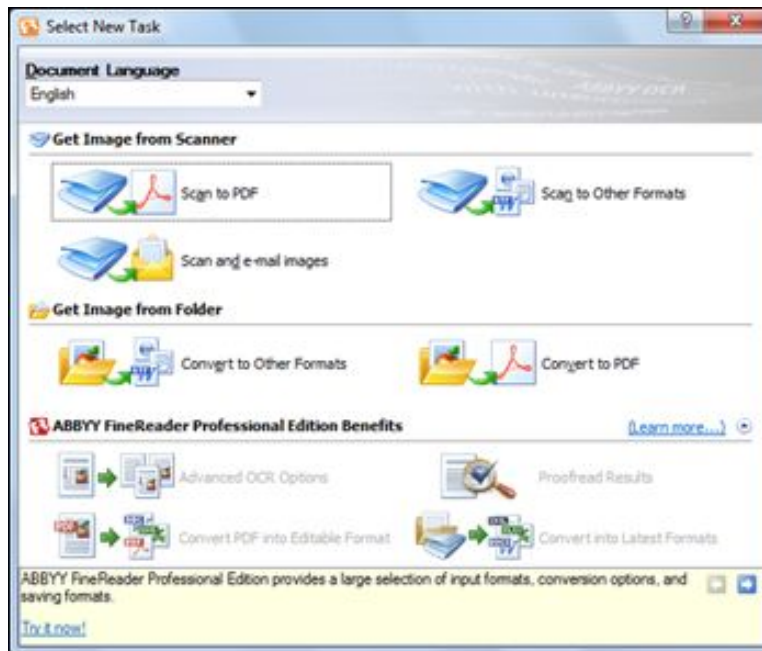 Select New Task
Document Language
English
ABBYY OCR
Get Image from Scanner
Scan to PDF
Scan to Other Formats
Scan and e-mail images
Get Image from Folder
Convert to Other Formats
Convert to PDF
ABBYY FineReader Professional Edition Benefits (Learn more...)
Advanced OCR Options
Proofread Results
Convert PDF into Editable Format
Convert into Latest Formats
ABBYY FineReader Professional Edition provides a large selection of input formats, conversion options, and
saving formats.
Try it now!